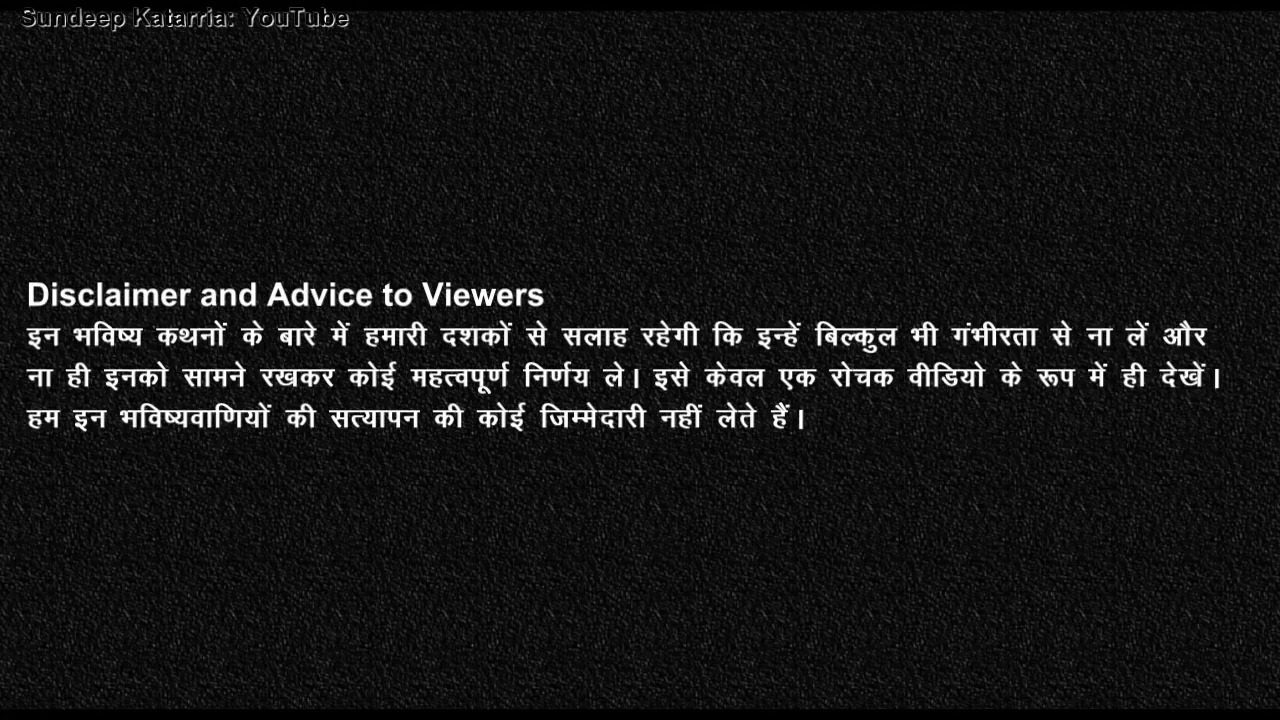 Sundeep Katarria: YouTube
Disclaimer and Advice to Viewers
इन भविष्य कथनों के बारे में हमारी दशकों से सलाह रहेगी कि इन्हें बिल्कुल भी गंभीरता से ना लें और
ना ही इनको सामने रखकर कोई महत्वपूर्ण निर्णय ले। इसे केवल एक रोचक वीडियो के रूप में ही देखें।
हम इन भविष्यवाणियों की सत्यापन की कोई जिम्मेदारी नहीं लेते हैं।